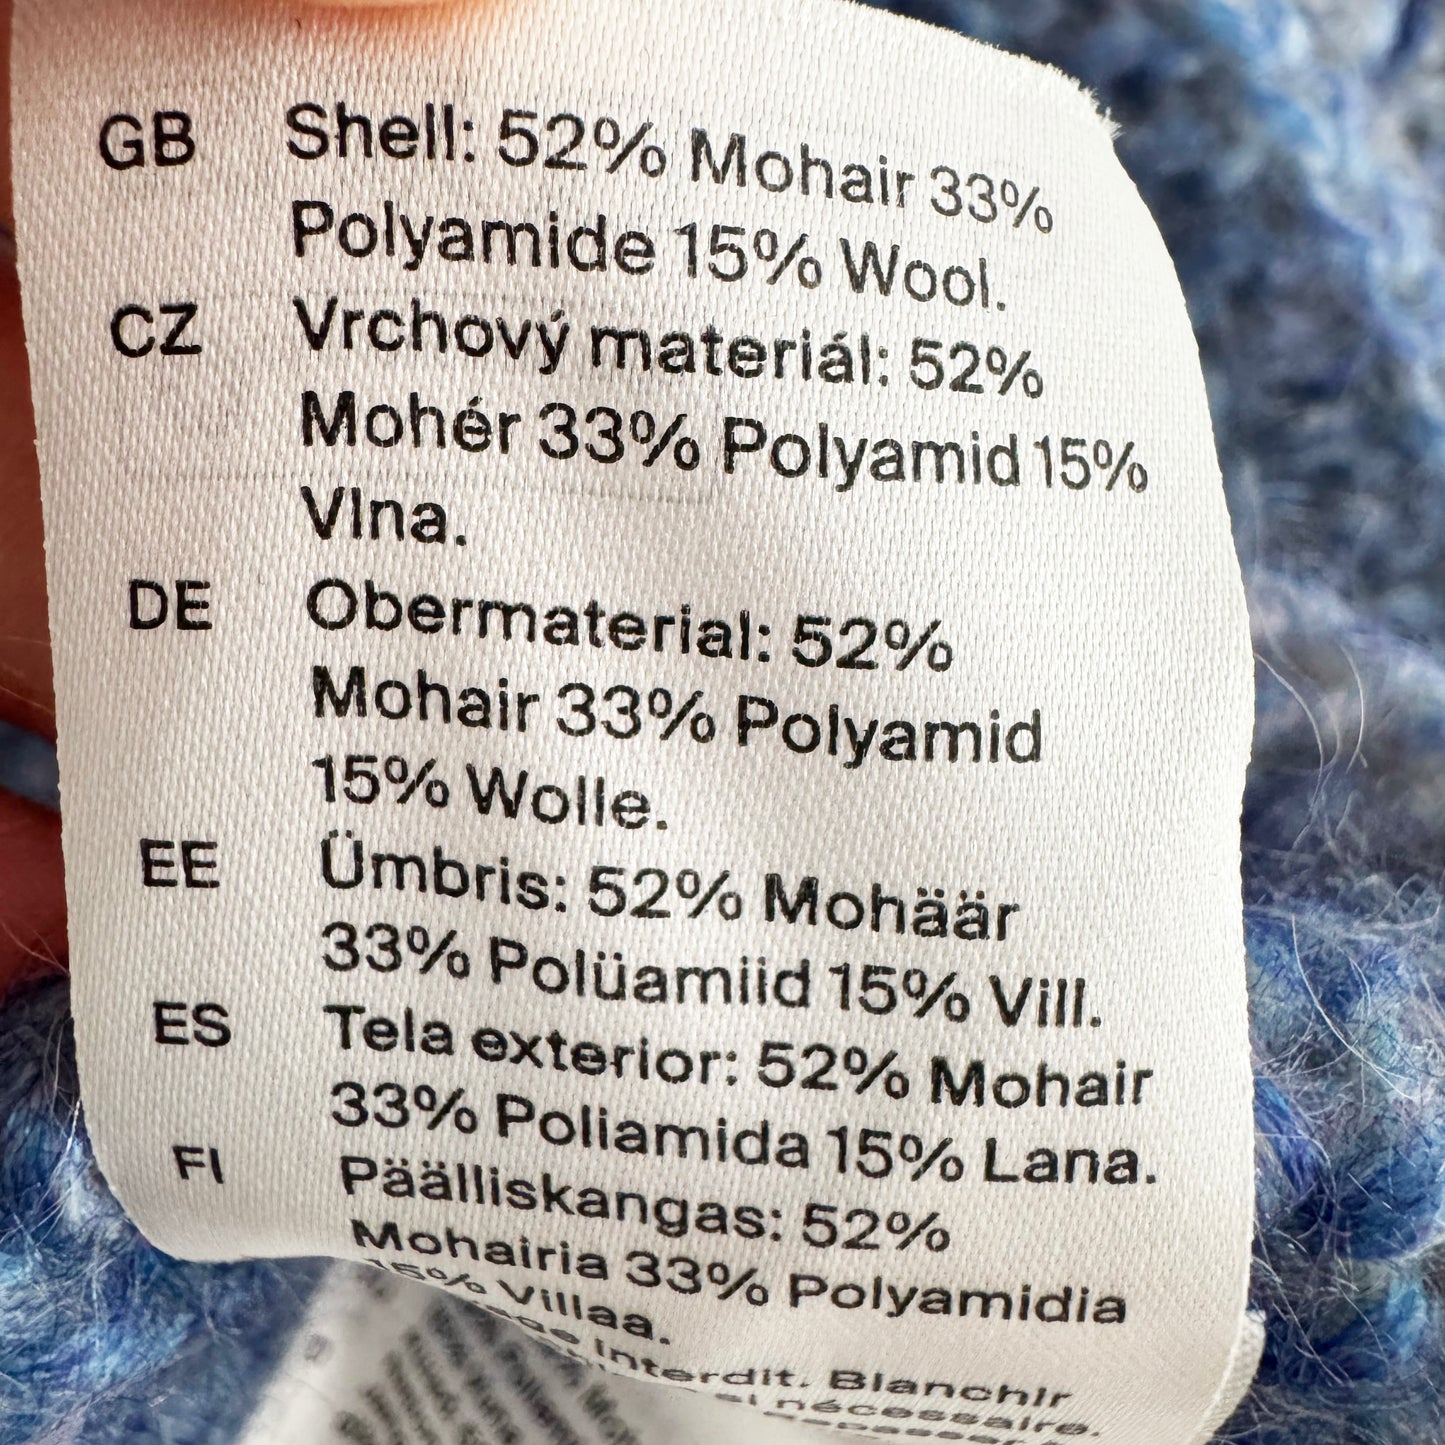 GB Shell: 52% Mohair 33%
Polyamide 15% Wool.
CZ Vrchový materiál: 52%
Mohér 33% Polyamid 15%
Vlna.
DE Obermaterial: 52%
Mohair 33% Polyamid
15% Wolle.
EE Ümbris: 52% Mohäär
33% Polüamiid 15% Vill.
ES Tela exterior: 52% Mohair
33% Poliamida 15% Lana.
FI Päälliskangas: 52%
Mohairia 33% Polyamidia
15% Villaa.
interdit. Blanchir
si nécessaire.